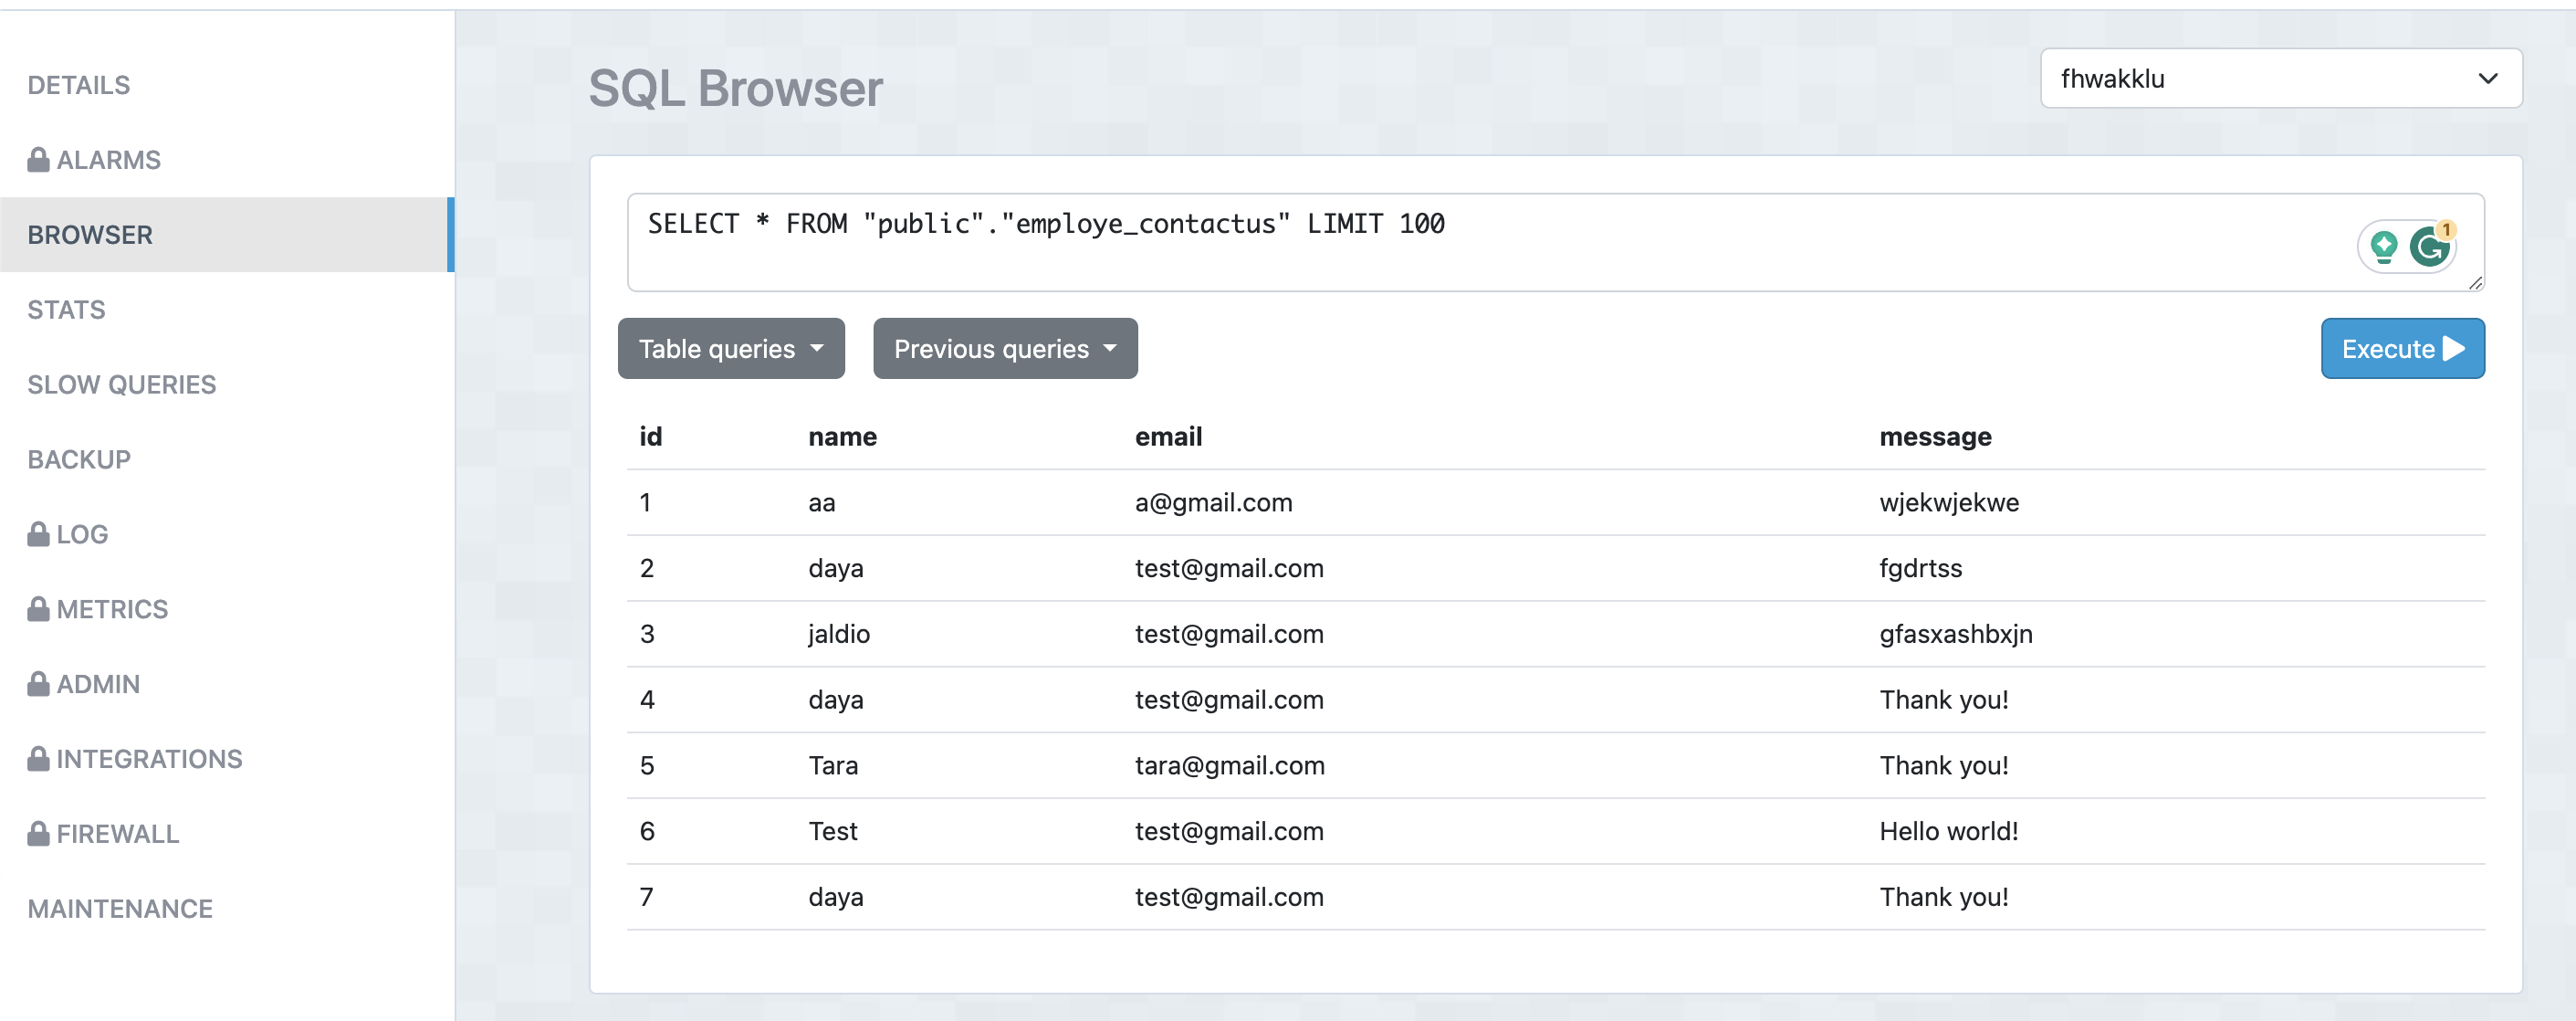 DETAILS
ALARMS
BROWSER
STATS
SLOW QUERIES
BACKUP
LOG
METRICS
ADMIN
INTEGRATIONS
FIREWALL
MAINTENANCE
SQL Browser
fhwakklu
SELECT * FROM "public"."employe_contactus" LIMIT 100
1
Table queries
Previous queries
Execute
id name email message
1 aa a@gmail.com wjekwjekwe
2 daya test@gmail.com fgdrtss
3 jaldio test@gmail.com gfasxashbxjn
4 daya test@gmail.com Thank you!
5 Tara tara@gmail.com Thank you!
6 Test test@gmail.com Hello world!
7 daya test@gmail.com Thank you!